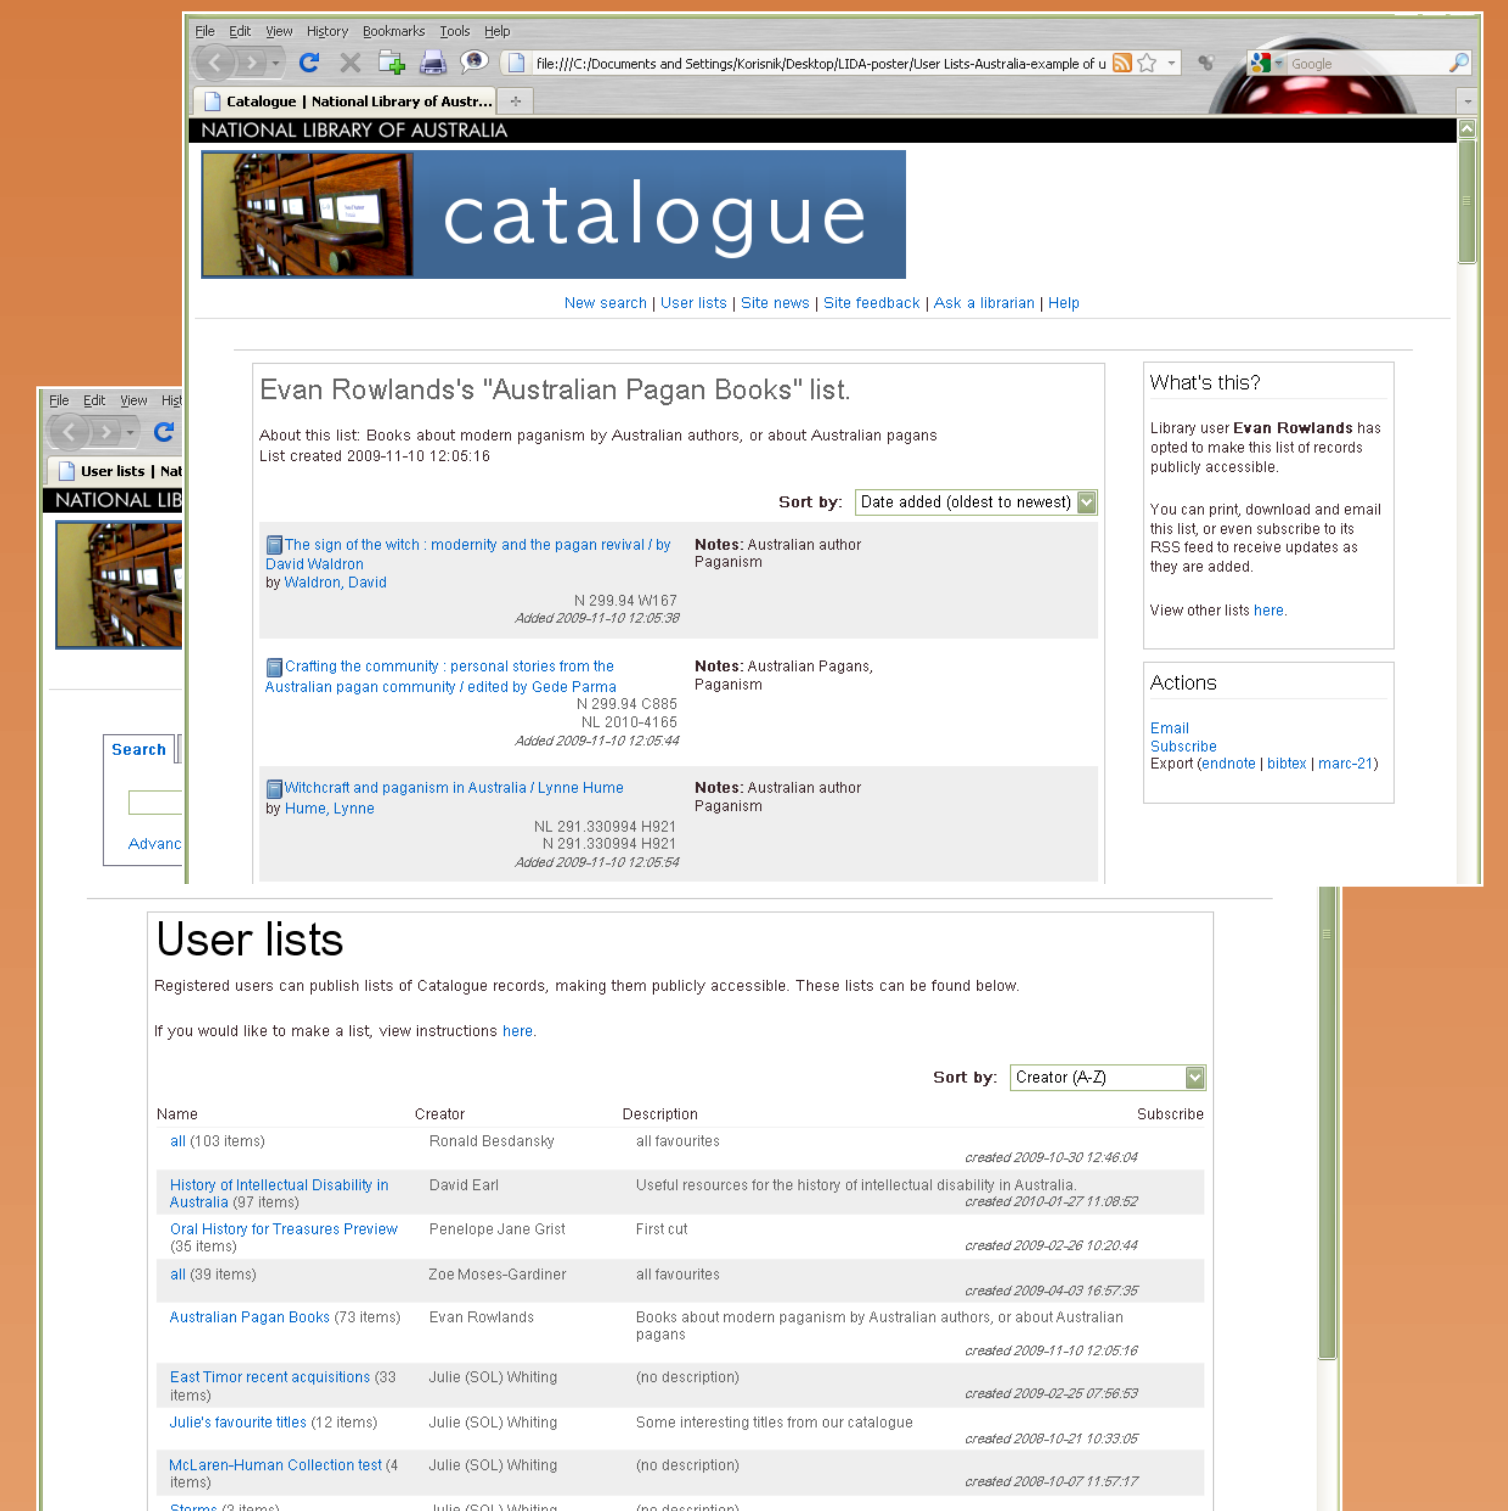 File Edit View History Bookmarks Tools Help
file:///C:/Documents and Settings/Korisnik/Desktop/LIDA-poster/User Lists-Australia-example of u
Google
Catalogue | National Library of Austr...
NATIONAL LIBRARY OF AUSTRALIA
catalogue
New search | User lists | Site news | Site feedback | Ask a librarian | Help
Evan Rowlands's "Australian Pagan Books" list.
About this list: Books about modern paganism by Australian authors, or about Australian pagans
List created 2009-11-10 12:05:16
Sort by: Date added (oldest to newest)
The sign of the witch : modernity and the pagan revival / by
David Waldron
by Waldron, David
N 299.94 W167
Added 2009-11-10 12:05:38
Notes: Australian author
Paganism
Crafting the community : personal stories from the
Australian pagan community / edited by Gede Parma
N 299.94 C885
NL 2010-4165
Added 2009-11-10 12:05:44
Notes: Australian Pagans,
Paganism
Witchcraft and paganism in Australia / Lynne Hume
by Hume, Lynne
NL 291.330994 H921
N 291.330994 H921
Added 2009-11-10 12:05:54
Notes: Australian author
Paganism
What's this?
Library user Evan Rowlands has
opted to make this list of records
publicly accessible.
You can print, download and email
this list, or even subscribe to its
RSS feed to receive updates as
they are added.
View other lists here.
Actions
Email
Subscribe
Export (endnote | bibtex | marc-21)
File Edit View Hist
User lists | Nat
NATIONAL LIB
Search
Advanc
User lists
Registered users can publish lists of Catalogue records, making them publicly accessible. These lists can be found below.
If you would like to make a list, view instructions here.
Sort by: Creator (A-Z)
Name Creator Description Subscribe
all (103 items) Ronald Besdansky all favourites
created 2009-10-30 12:46:04
History of Intellectual Disability in David Earl Useful resources for the history of intellectual disability in Australia.
Australia (97 items) created 2010-01-27 11:08:52
Oral History for Treasures Preview Penelope Jane Grist First cut
(35 items) created 2009-02-26 10:20:44
all (39 items) Zoe Moses-Gardiner all favourites
created 2009-04-03 16:57:35
Australian Pagan Books (73 items) Evan Rowlands Books about modern paganism by Australian authors, or about Australian
pagans
created 2009-11-10 12:05:16
East Timor recent acquisitions (33 Julie (SOL) Whiting (no description)
items) created 2009-02-25 07:56:53
Julie's favourite titles (12 items) Julie (SOL) Whiting Some interesting titles from our catalogue
created 2008-10-21 10:33:05
McLaren-Human Collection test (4 Julie (SOL) Whiting (no description)
items) created 2008-10-07 11:57:17
Storms (3 items) Julie (SOL) Whiting (no description)